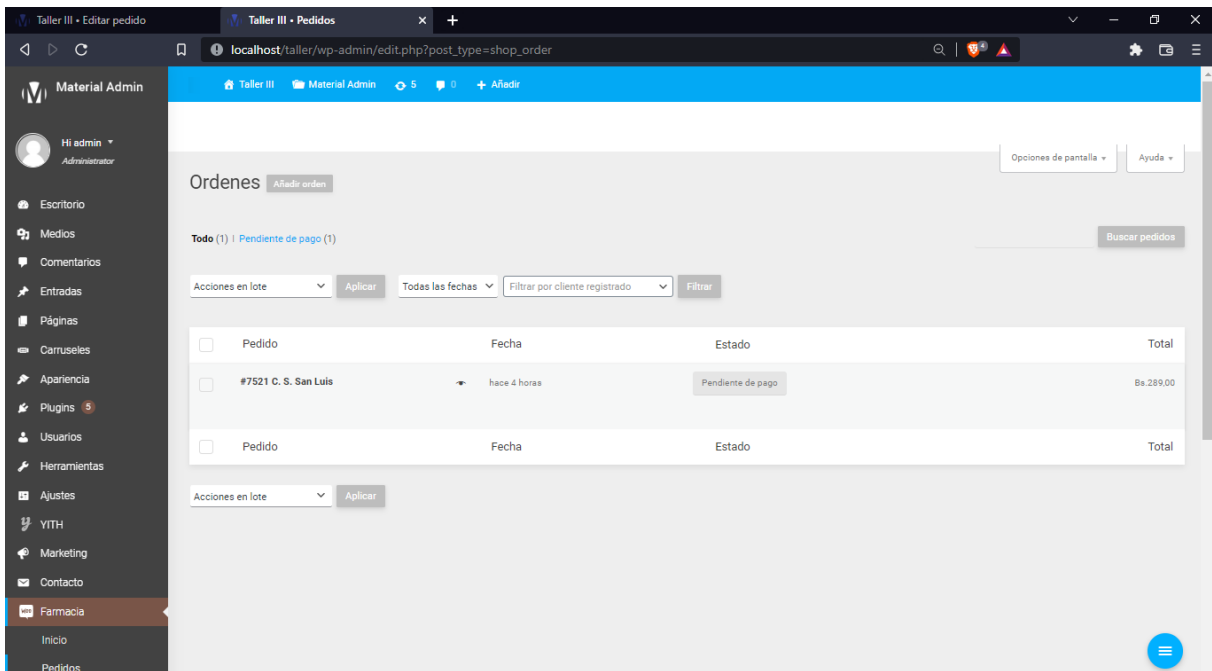 Taller III • Editar pedido
Taller III • Pedidos
localhost/taller/wp-admin/edit.php?post_type=shop_order
4
Material Admin
Taller III
Material Admin
5
0
Añadir
Hi admin
Administrator
Opciones de pantalla
Ayuda
Ordenes
Añadir orden
Escritorio
Medios
Comentarios
Entradas
Páginas
Carruseles
Apariencia
Plugins 5
Usuarios
Herramientas
Ajustes
YITH
Marketing
Contacto
Farmacia
Inicio
Pedidos
Todo (1) | Pendiente de pago (1)
Buscar pedidos
Acciones en lote
Aplicar
Todas las fechas
Filtrar por cliente registrado
Filtrar
Pedido Fecha Estado Total
#7521 C. S. San Luis hace 4 horas Pendiente de pago Bs.289,00
Pedido Fecha Estado Total
Acciones en lote
Aplicar